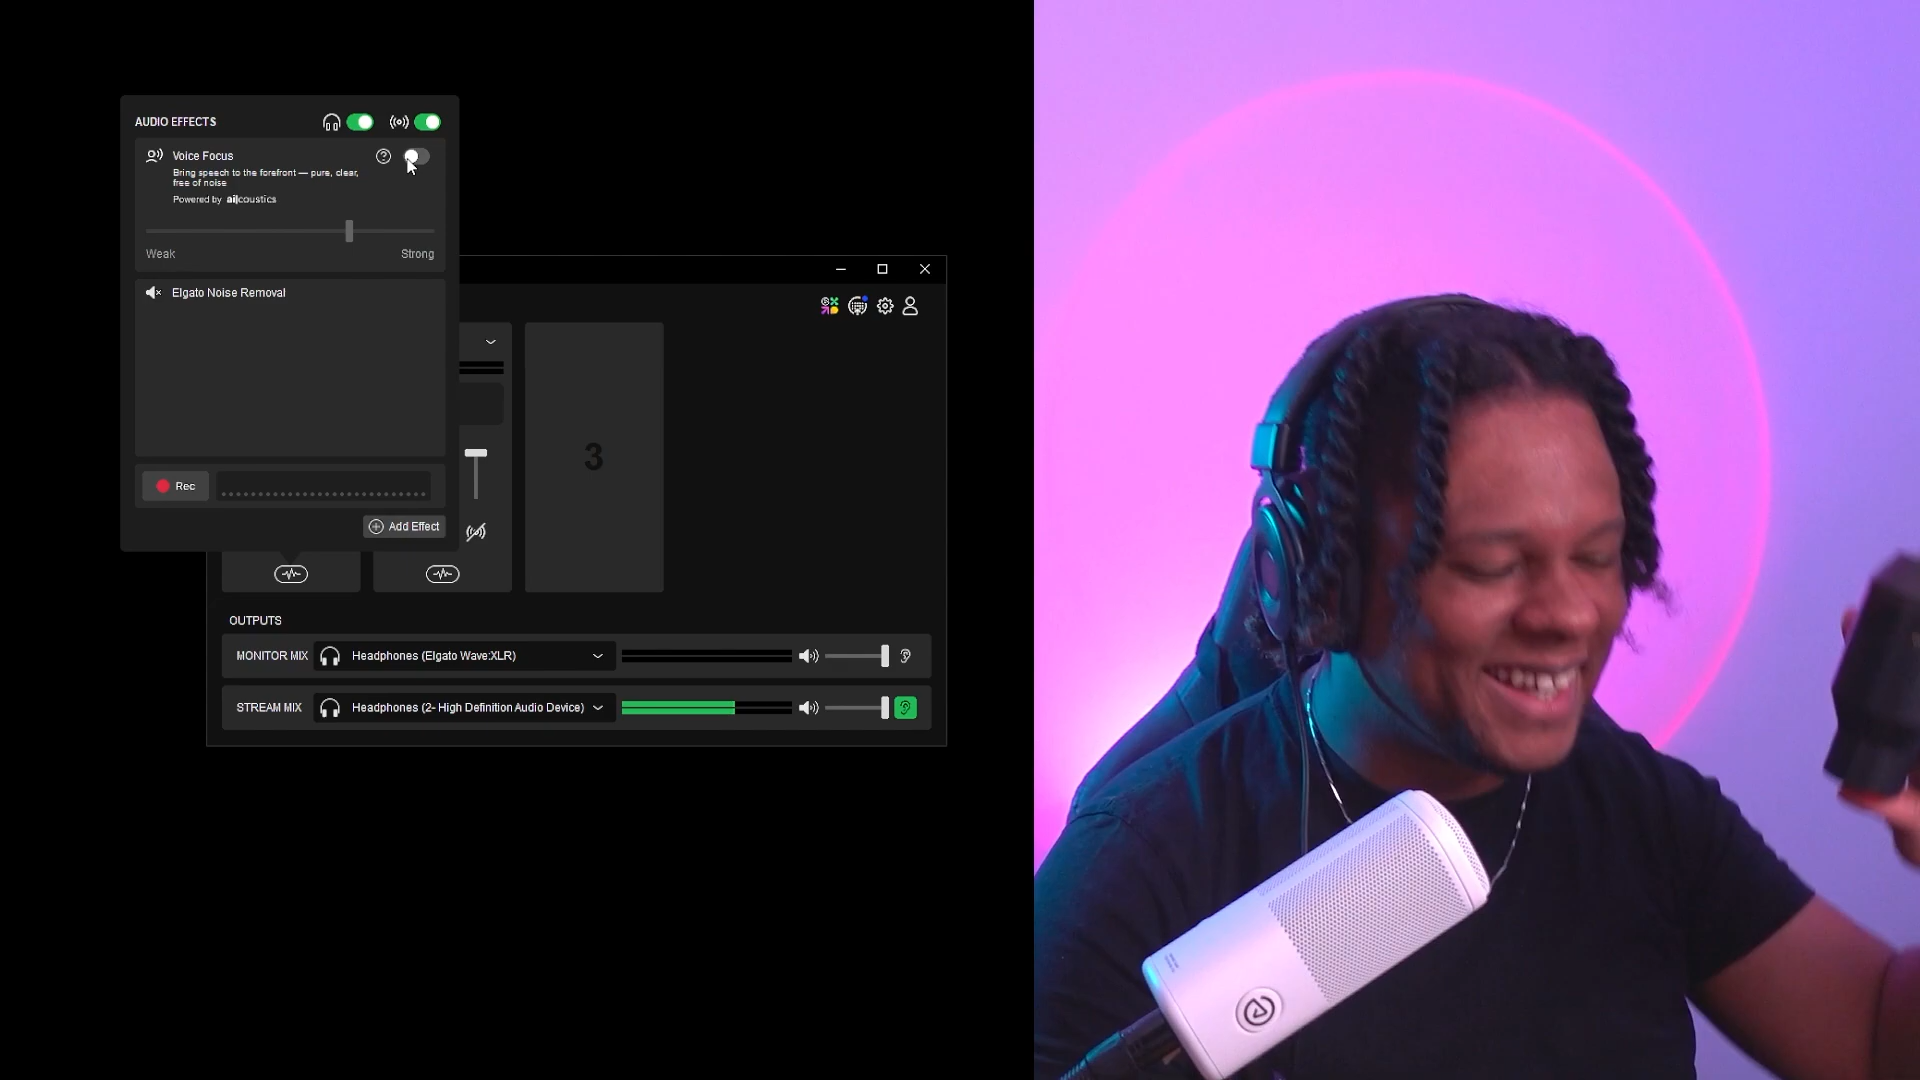 AUDIO EFFECTS
Voice Focus
Bring speech to the forefront — pure, clear,
free of noise
Powered by ai|coustics
Weak
Strong
Elgato Noise Removal
Rec
Add Effect
3
OUTPUTS
MONITOR MIX
Headphones (Elgato Wave:XLR)
STREAM MIX
Headphones (2- High Definition Audio Device)